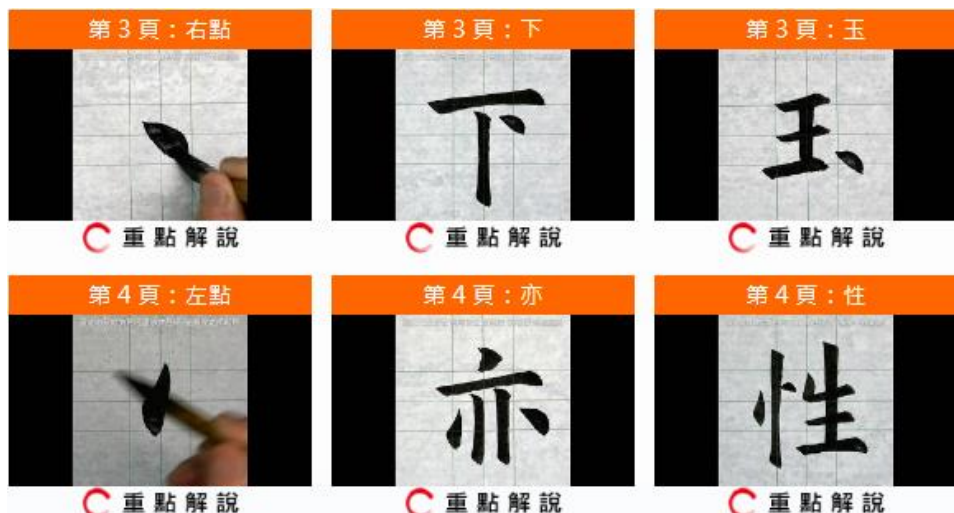 第3頁:右點
第3頁:下
第3頁:玉
下
玉
重點解說
重點解說
重點解說
第4頁:左點
第4頁:亦
第4頁:性
亦
性
重點解說
重點解說
重點解說